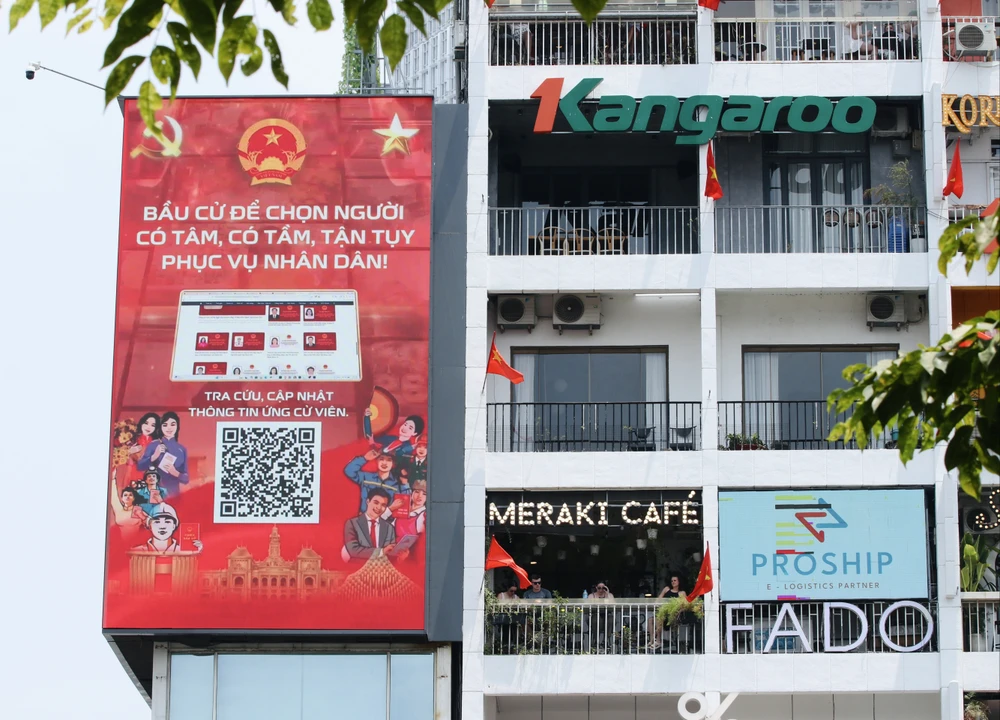 BẦU CỬ ĐỂ CHỌN NGƯỜI
CÓ TÂM, CÓ TẦM, TẬN TỤY
PHỤC VỤ NHÂN DÂN!
TRA CỨU, CẬP NHẬT
THÔNG TIN ỨNG CỬ VIÊN.
Kangaroo
KOR
MERAKI CAFÉ
PROSHIP
E - LOGISTICS PARTNER
FADO
%